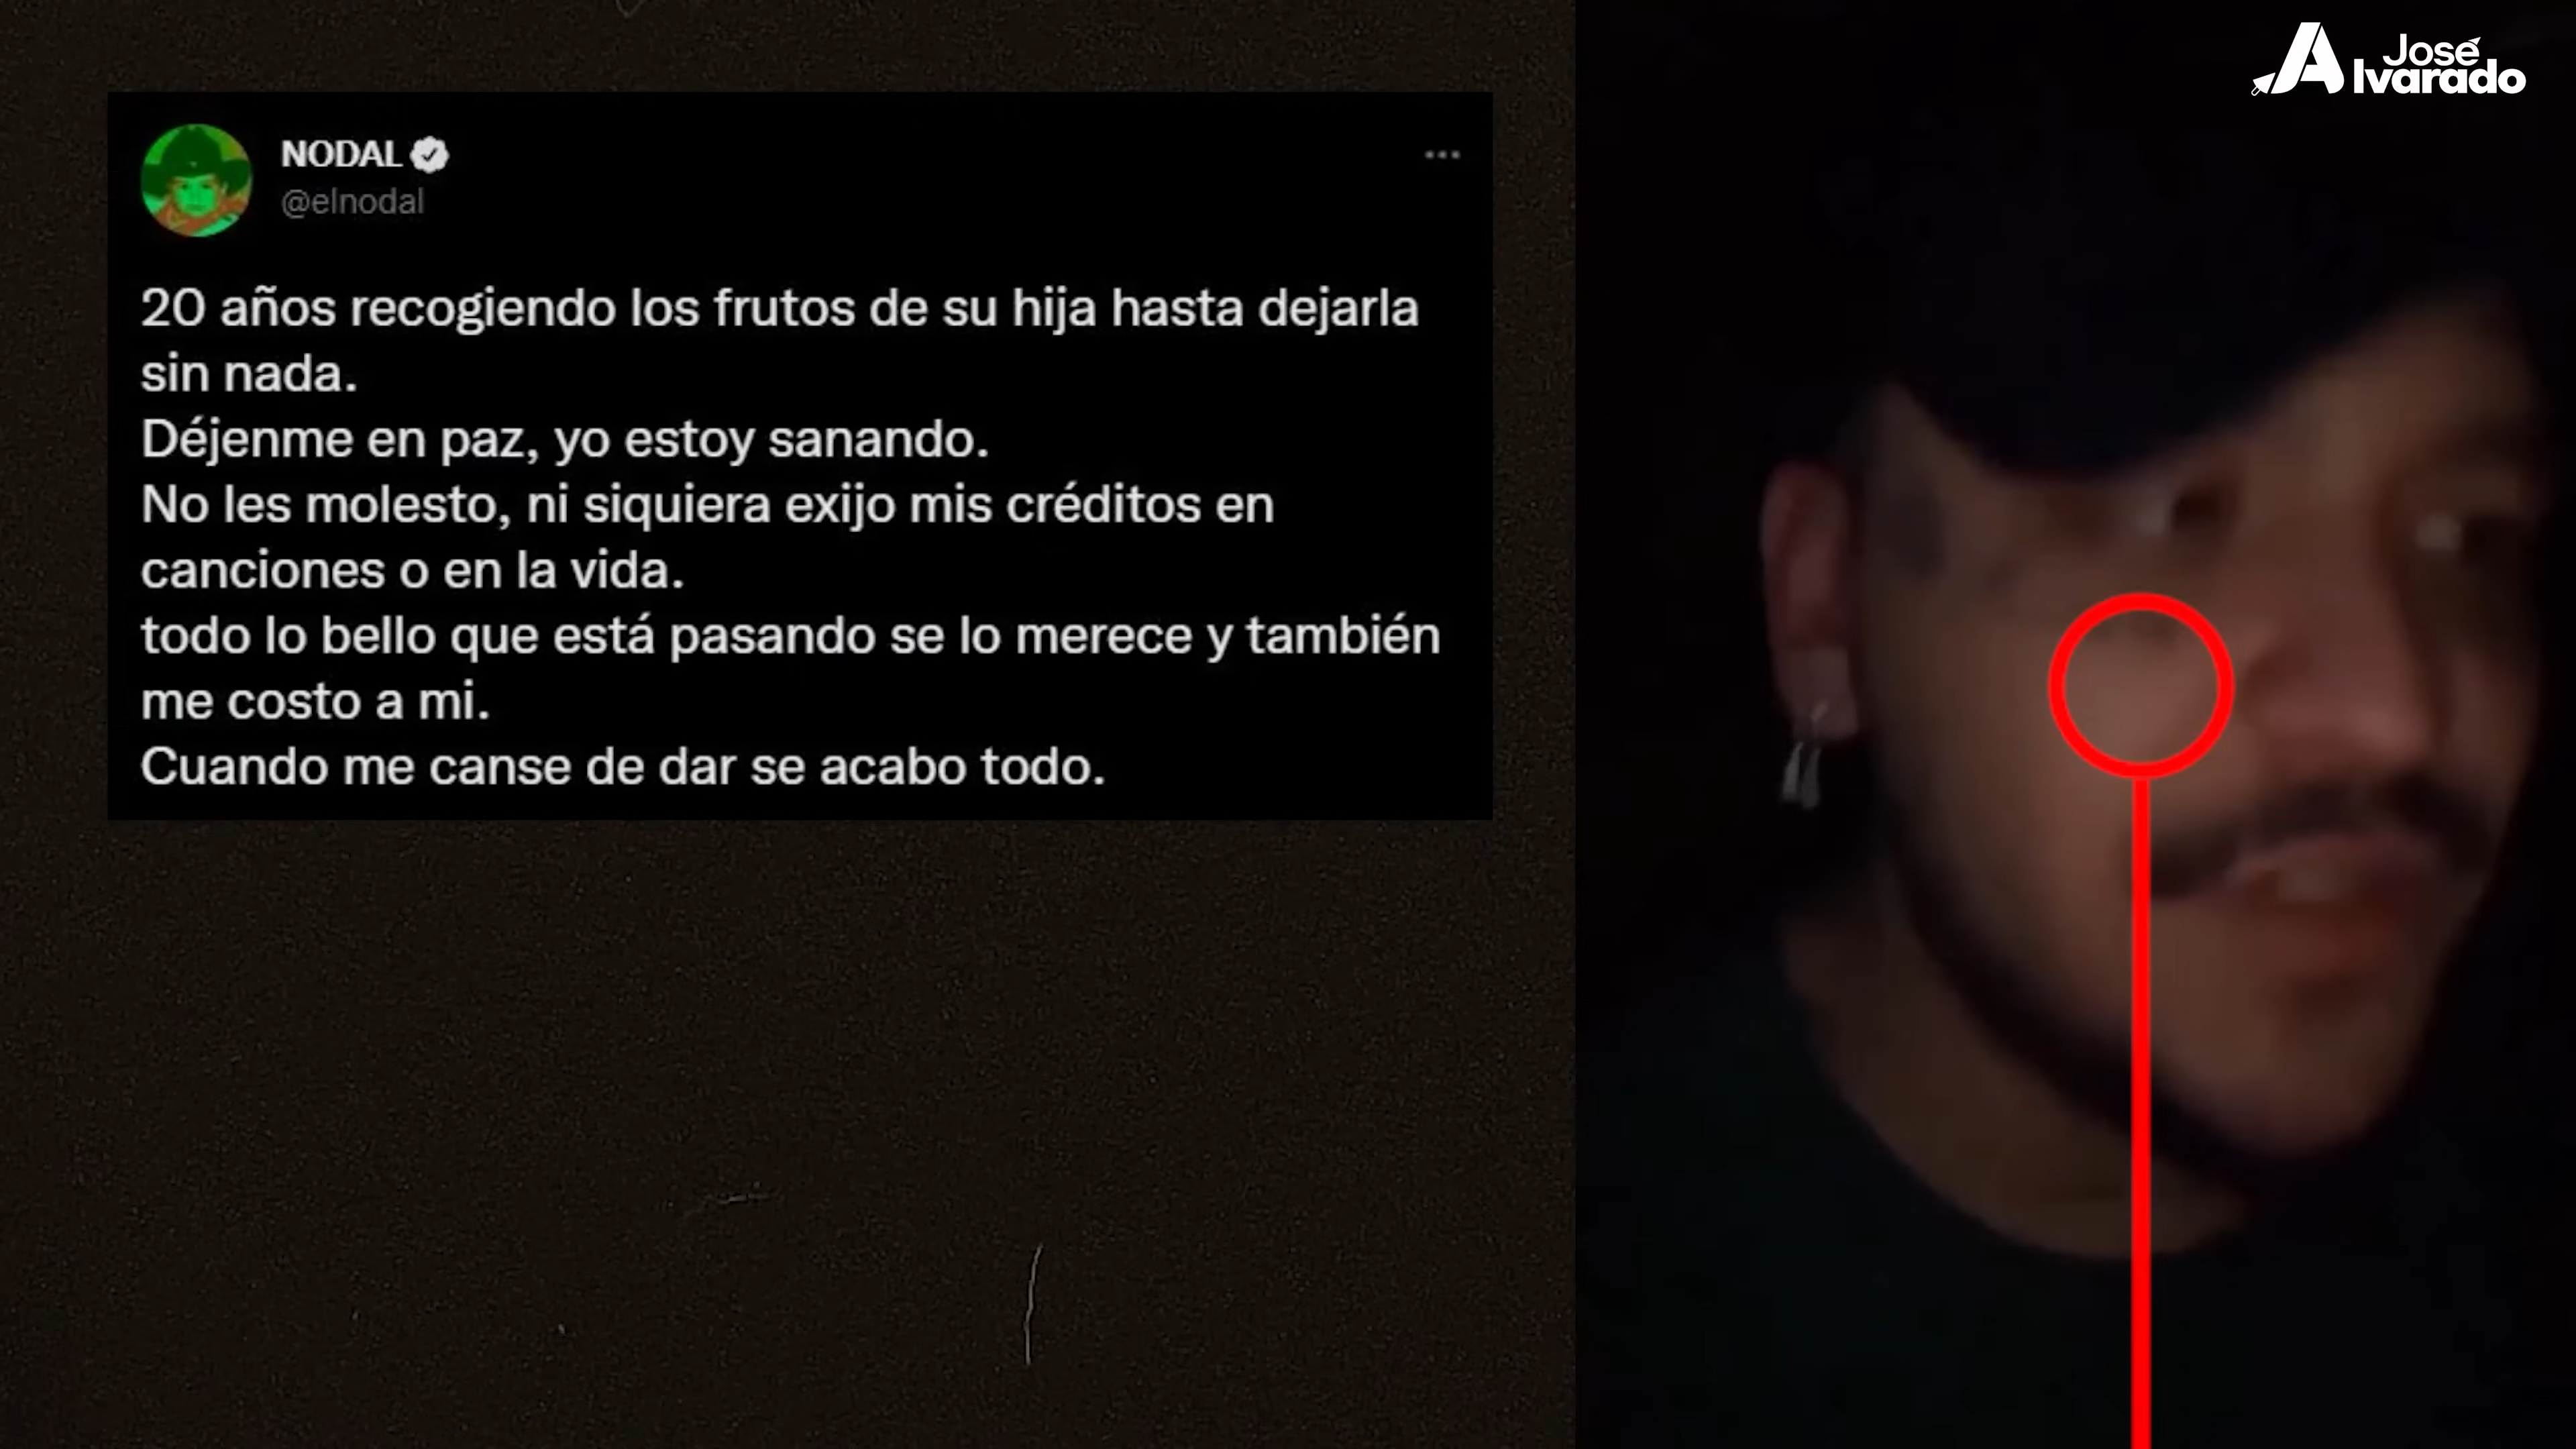 NODAL
@elnodal
20 años recogiendo los frutos de su hija hasta dejarla
sin nada.
Déjenme en paz, yo estoy sanando.
No les molesto, ni siquiera exijo mis créditos en
canciones o en la vida.
todo lo bello que está pasando se lo merece y también
me costo a mi.
Cuando me canse de dar se acabo todo.
José
Alvarado